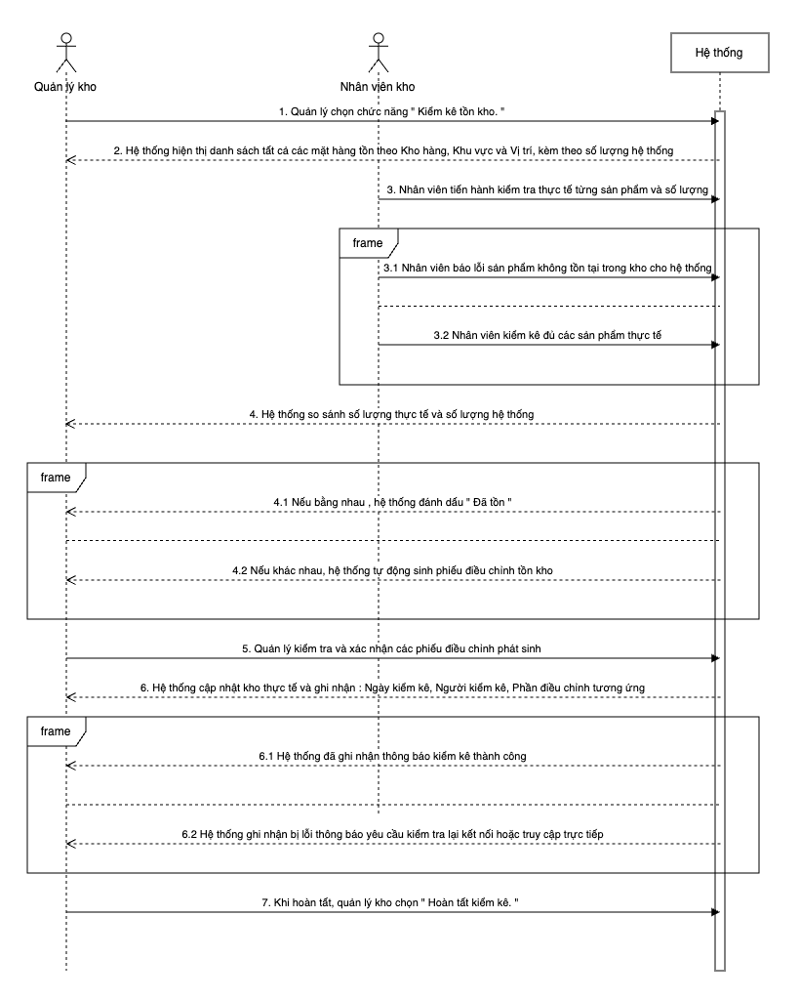 Quản lý kho
Nhân viên kho
Hệ thống
1. Quản lý chọn chức năng " Kiểm kê tồn kho. "
2. Hệ thống hiện thị danh sách tất cả các mặt hàng tồn theo Kho hàng, Khu vực và Vị trí, kèm theo số lượng hệ thống
3. Nhân viên tiến hành kiểm tra thực tế từng sản phẩm và số lượng
frame
3.1 Nhân viên báo lỗi sản phẩm không tồn tại trong kho cho hệ thống
3.2 Nhân viên kiểm kê đủ các sản phẩm thực tế
4. Hệ thống so sánh số lượng thực tế và số lượng hệ thống
frame
4.1 Nếu bằng nhau , hệ thống đánh dấu " Đã tồn "
4.2 Nếu khác nhau, hệ thống tự động sinh phiếu điều chỉnh tồn kho
5. Quản lý kiểm tra và xác nhận các phiếu điều chỉnh phát sinh
6. Hệ thống cập nhật kho thực tế và ghi nhận : Ngày kiểm kê, Người kiểm kê, Phần điều chỉnh tương ứng
frame
6.1 Hệ thống đã ghi nhận thông báo kiểm kê thành công
6.2 Hệ thống ghi nhận bị lỗi thông báo yêu cầu kiểm tra lại kết nối hoặc truy cập trực tiếp
7. Khi hoàn tất, quản lý kho chọn " Hoàn tất kiểm kê. "